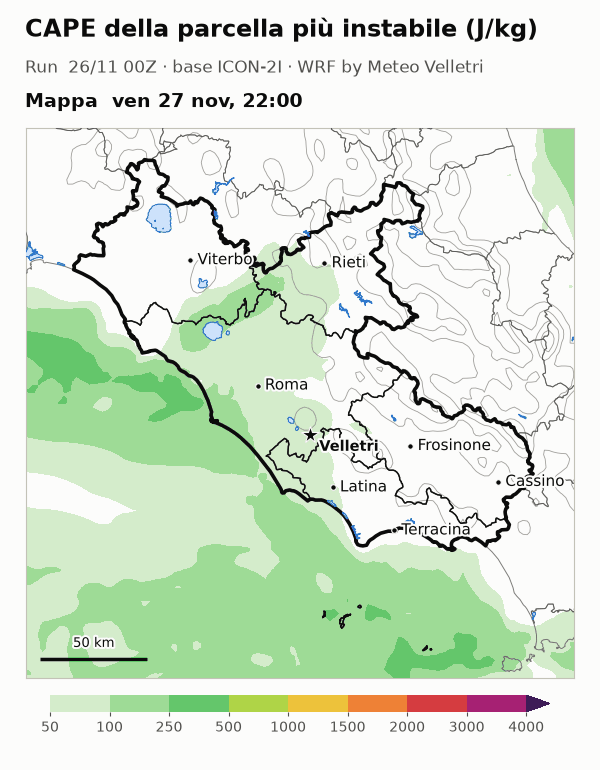 CAPE della parcella più instabile (J/kg)
Run  26/11 00Z · base ICON-2I · WRF by Meteo Velletri
Mappa  ven 27 nov, 22:00
Viterbo
Rieti
Roma
Velletri
Frosinone
Cassino
Latina
Terracina
50 km
50 100 250 500 1000 1500 2000 3000 4000